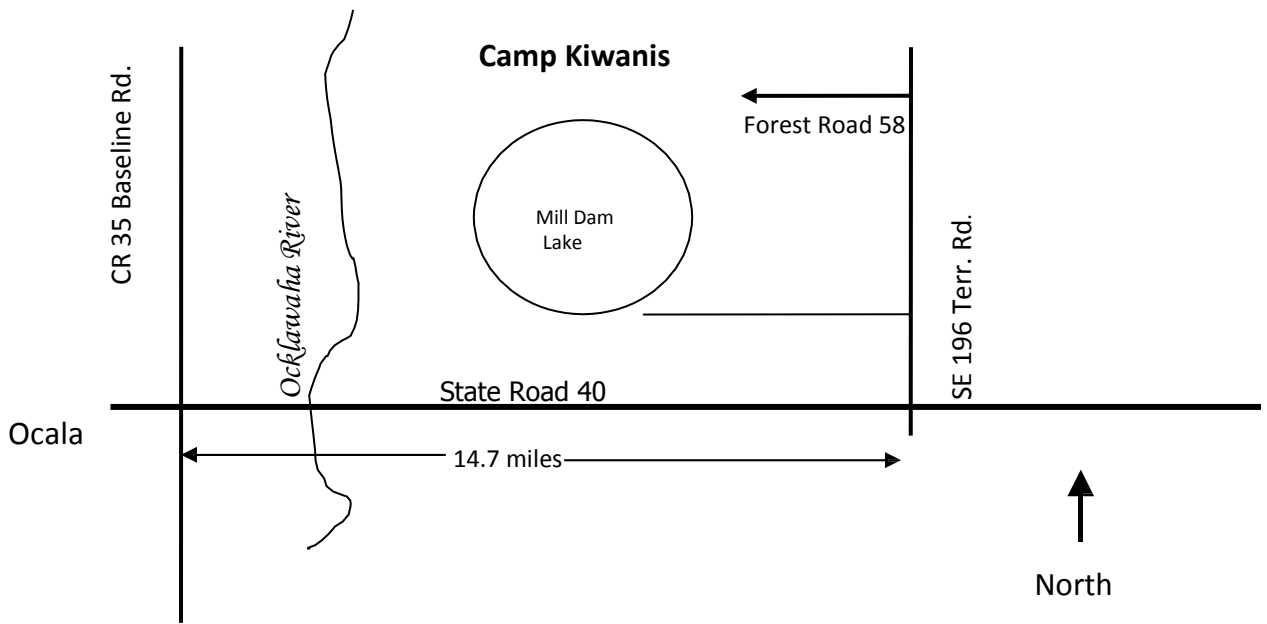 Camp Kiwanis
CR 35 Baseline Rd.
Forest Road 58
Ocklawaha River
Mill Dam
Lake
SE 196 Terr. Rd.
State Road 40
Ocala
14.7 miles
North